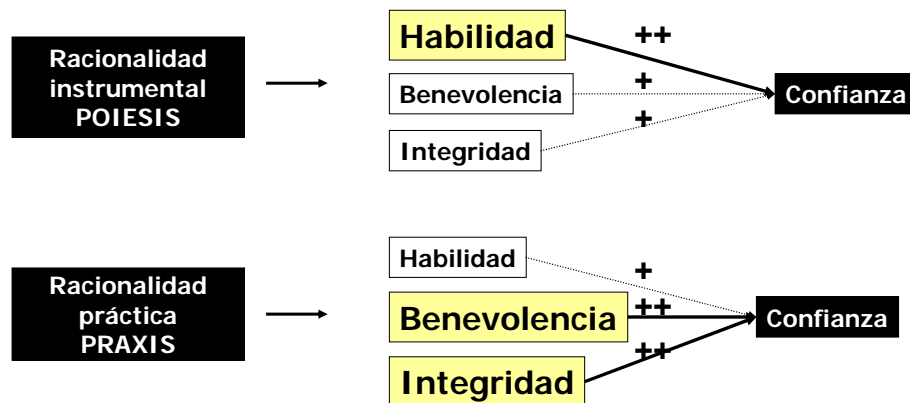 Racionalidad
instrumental
POIESIS
Habilidad
++
Benevolencia
+
Integridad
+
Confianza
Racionalidad
práctica
PRAXIS
Habilidad
+
Benevolencia
++
Integridad
++
Confianza